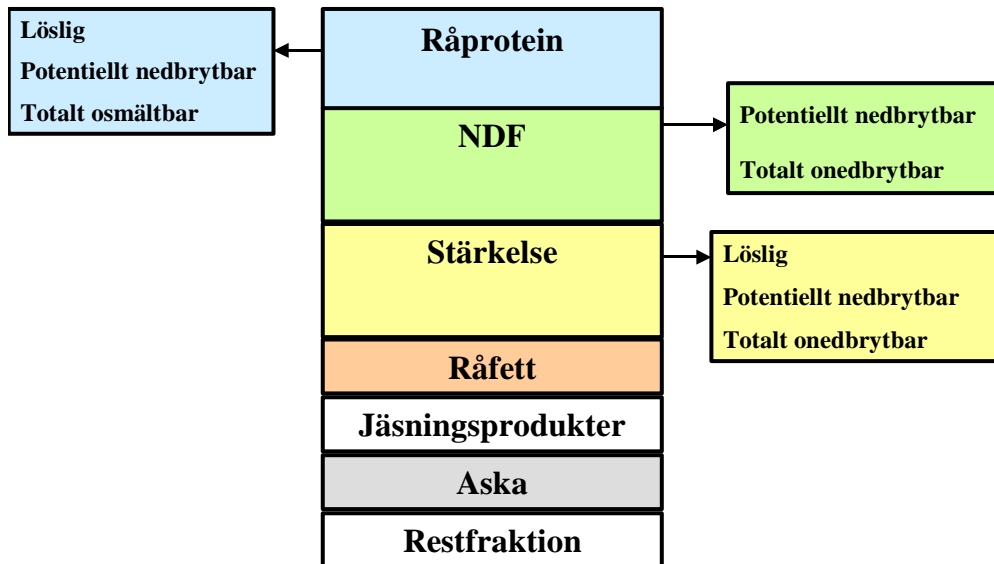 Råprotein
Löslig
Potentiellt nedbrytbar
Totalt osmältbar
NDF
Potentiellt nedbrytbar
Totalt onedbrytbar
Stärkelse
Löslig
Potentiellt nedbrytbar
Totalt onedbrytbar
Råfett
Jäsningsprodukter
Aska
Restfraktion